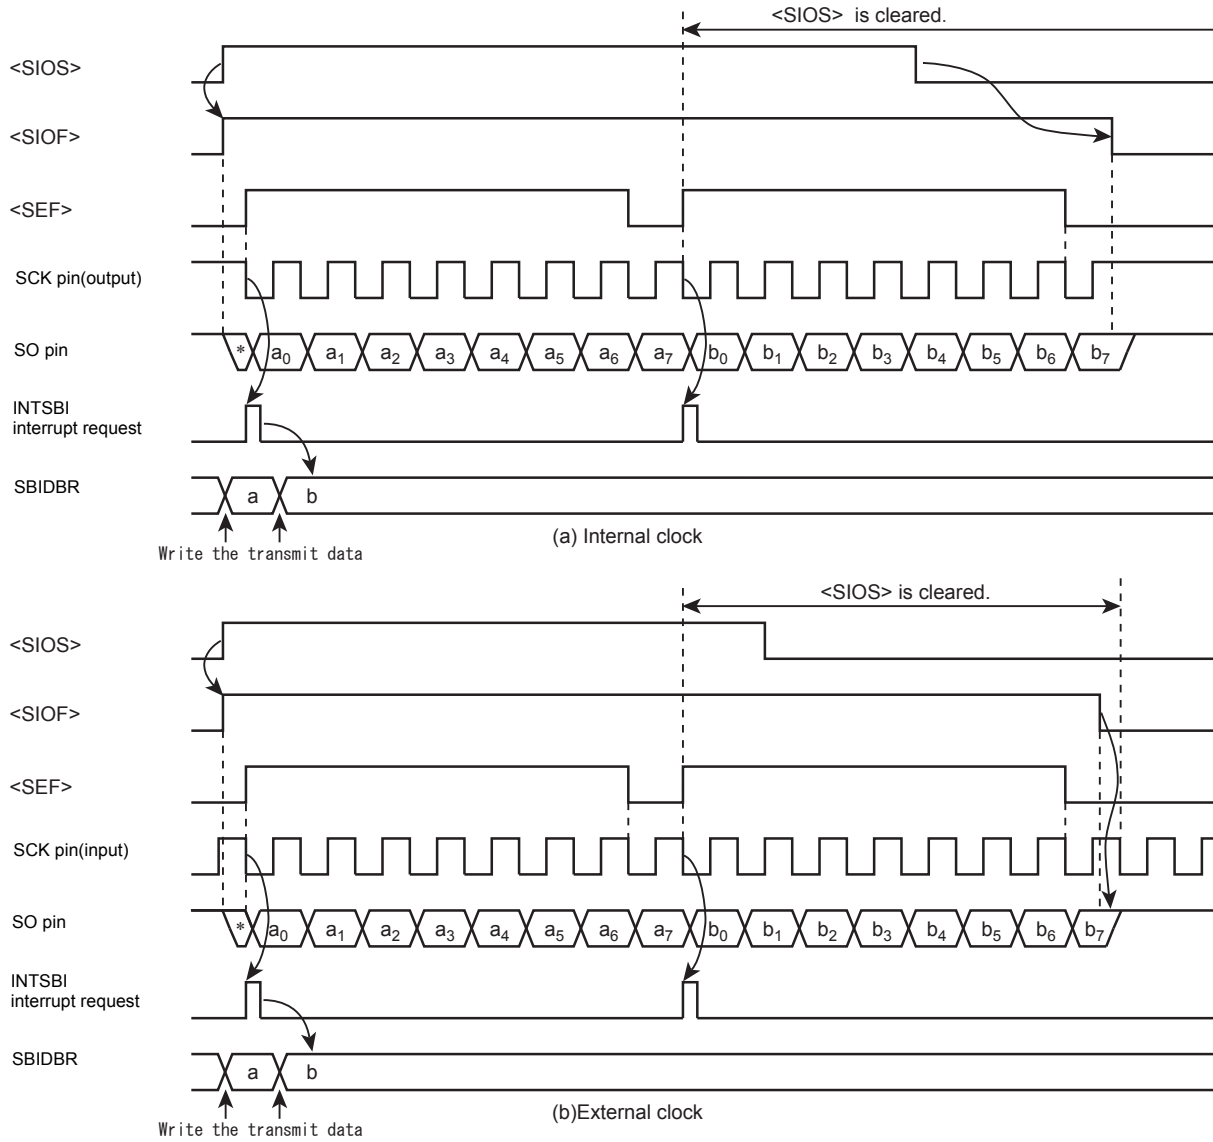 <SIOS> is cleared.
<SIOS>
<SIOF>
<SEF>
SCK pin(output)
SO pin
* a0 a1 a2 a3 a4 a5 a6 a7 b0 b1 b2 b3 b4 b5 b6 b7
INTSBI
interrupt request
SBIDBR
a b
(a) Internal clock
Write the transmit data
<SIOS> is cleared.
<SIOS>
<SIOF>
<SEF>
SCK pin(input)
SO pin
* a0 a1 a2 a3 a4 a5 a6 a7 b0 b1 b2 b3 b4 b5 b6 b7
INTSBI
interrupt request
SBIDBR
a b
(b)External clock
Write the transmit data